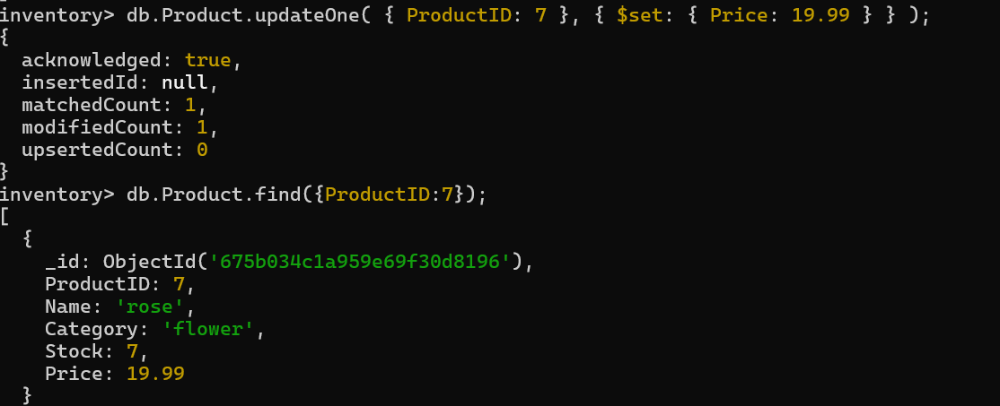 inventory> db.Product.updateOne( { ProductID: 7 }, { $set: { Price: 19.99 } } );
{
  acknowledged: true,
  insertedId: null,
  matchedCount: 1,
  modifiedCount: 1,
  upsertedCount: 0
}
inventory> db.Product.find({ProductID:7});
[
  {
    _id: ObjectId('675b034c1a959e69f30d8196'),
    ProductID: 7,
    Name: 'rose',
    Category: 'flower',
    Stock: 7,
    Price: 19.99
  }